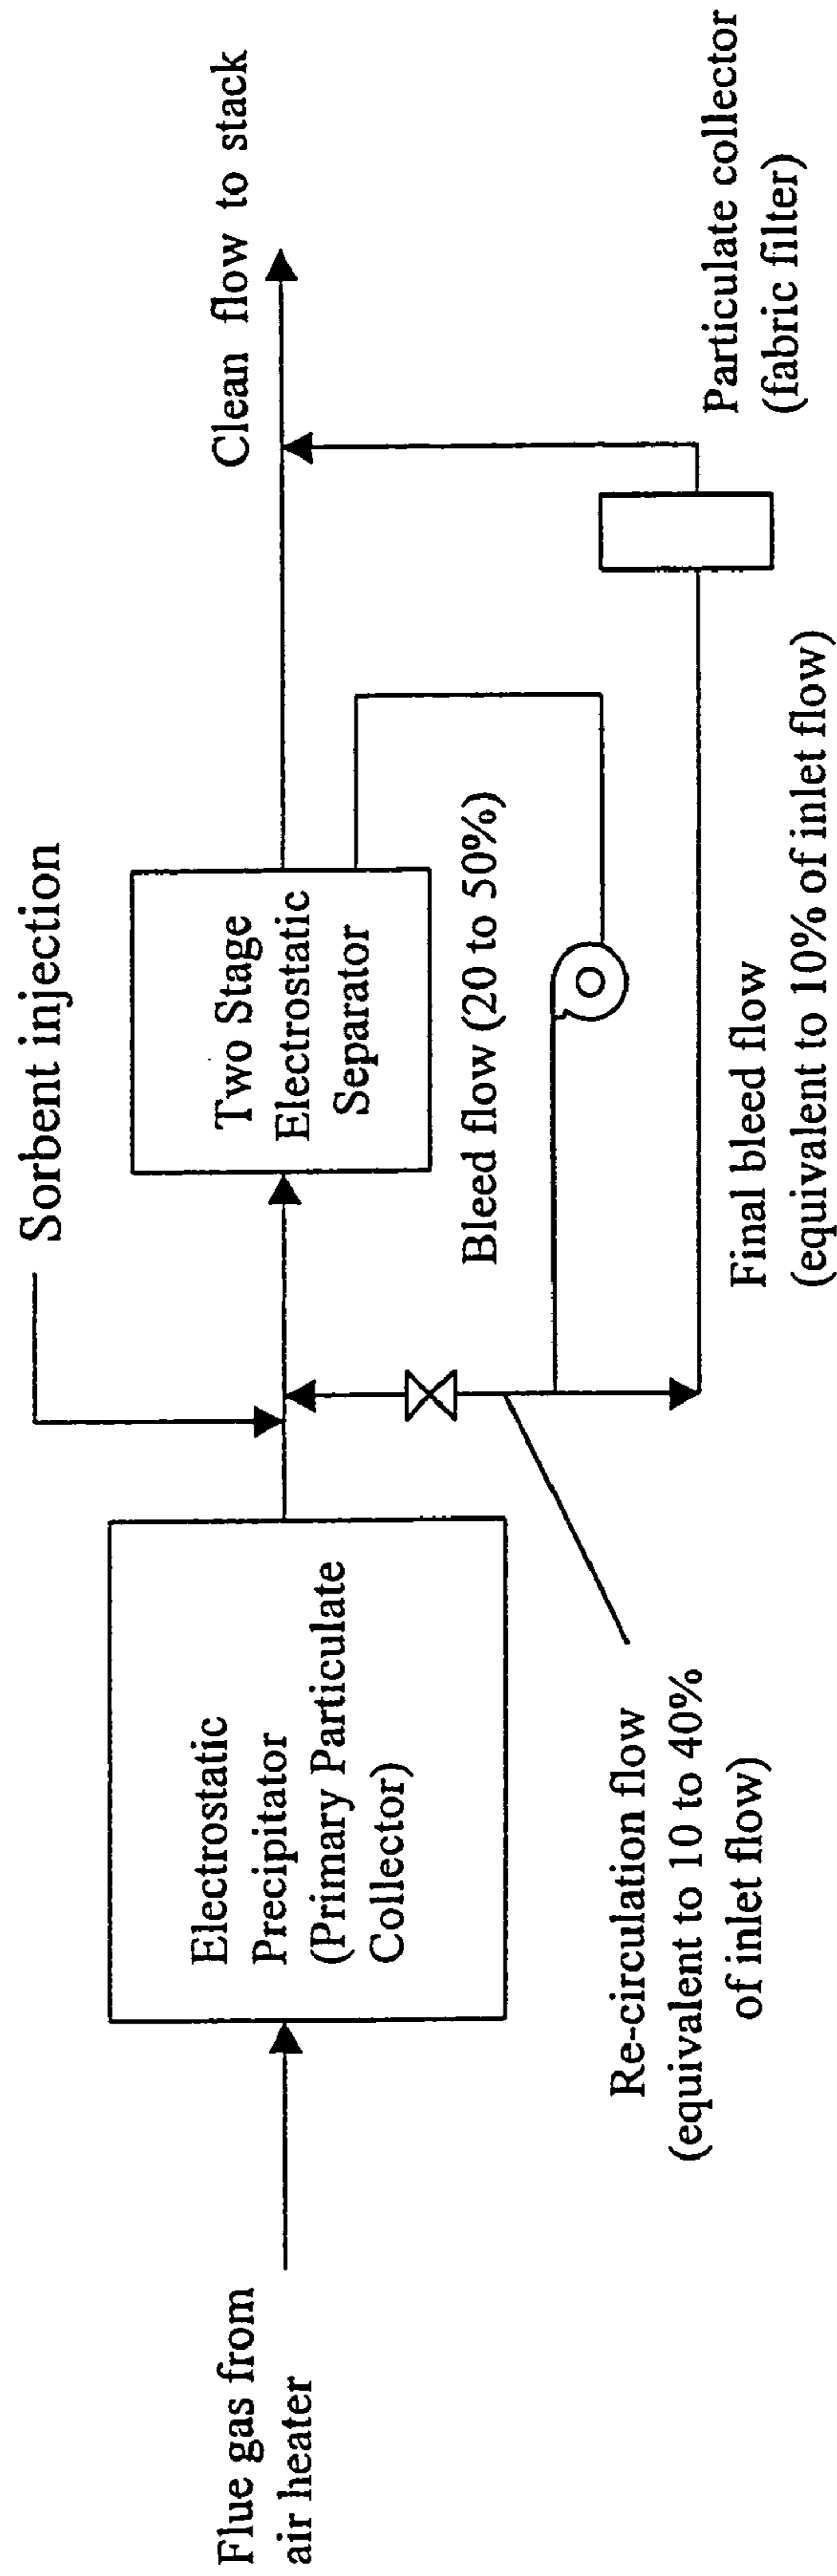 Flue gas from
air heater
Electrostatic
Precipitator
(Primary Particulate
Collector)
Sorbent injection
Two Stage
Electrostatic
Separator
Clean flow to stack
Bleed flow (20 to 50%)
Re-circulation flow
(equivalent to 10 to 40%
of inlet flow)
Final bleed flow
(equivalent to 10% of inlet flow)
Particulate collector
(fabric filter)